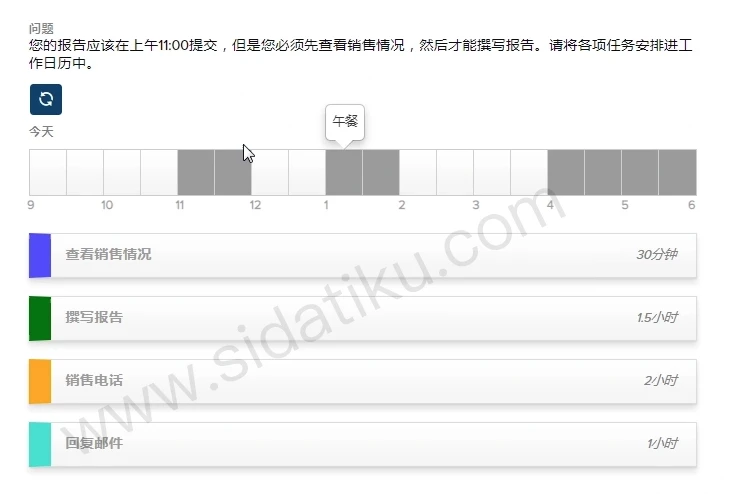 问题
您的报告应该在上午11:00提交，但是您必须先查看销售情况，然后才能撰写报告。请将各项任务安排进工
作日历中。
午餐
今天
9 10 11 12 1 2 3 4 5 6
查看销售情况 30分钟
撰写报告 1.5小时
销售电话 2小时
回复邮件 1小时
www.sidatiku.com